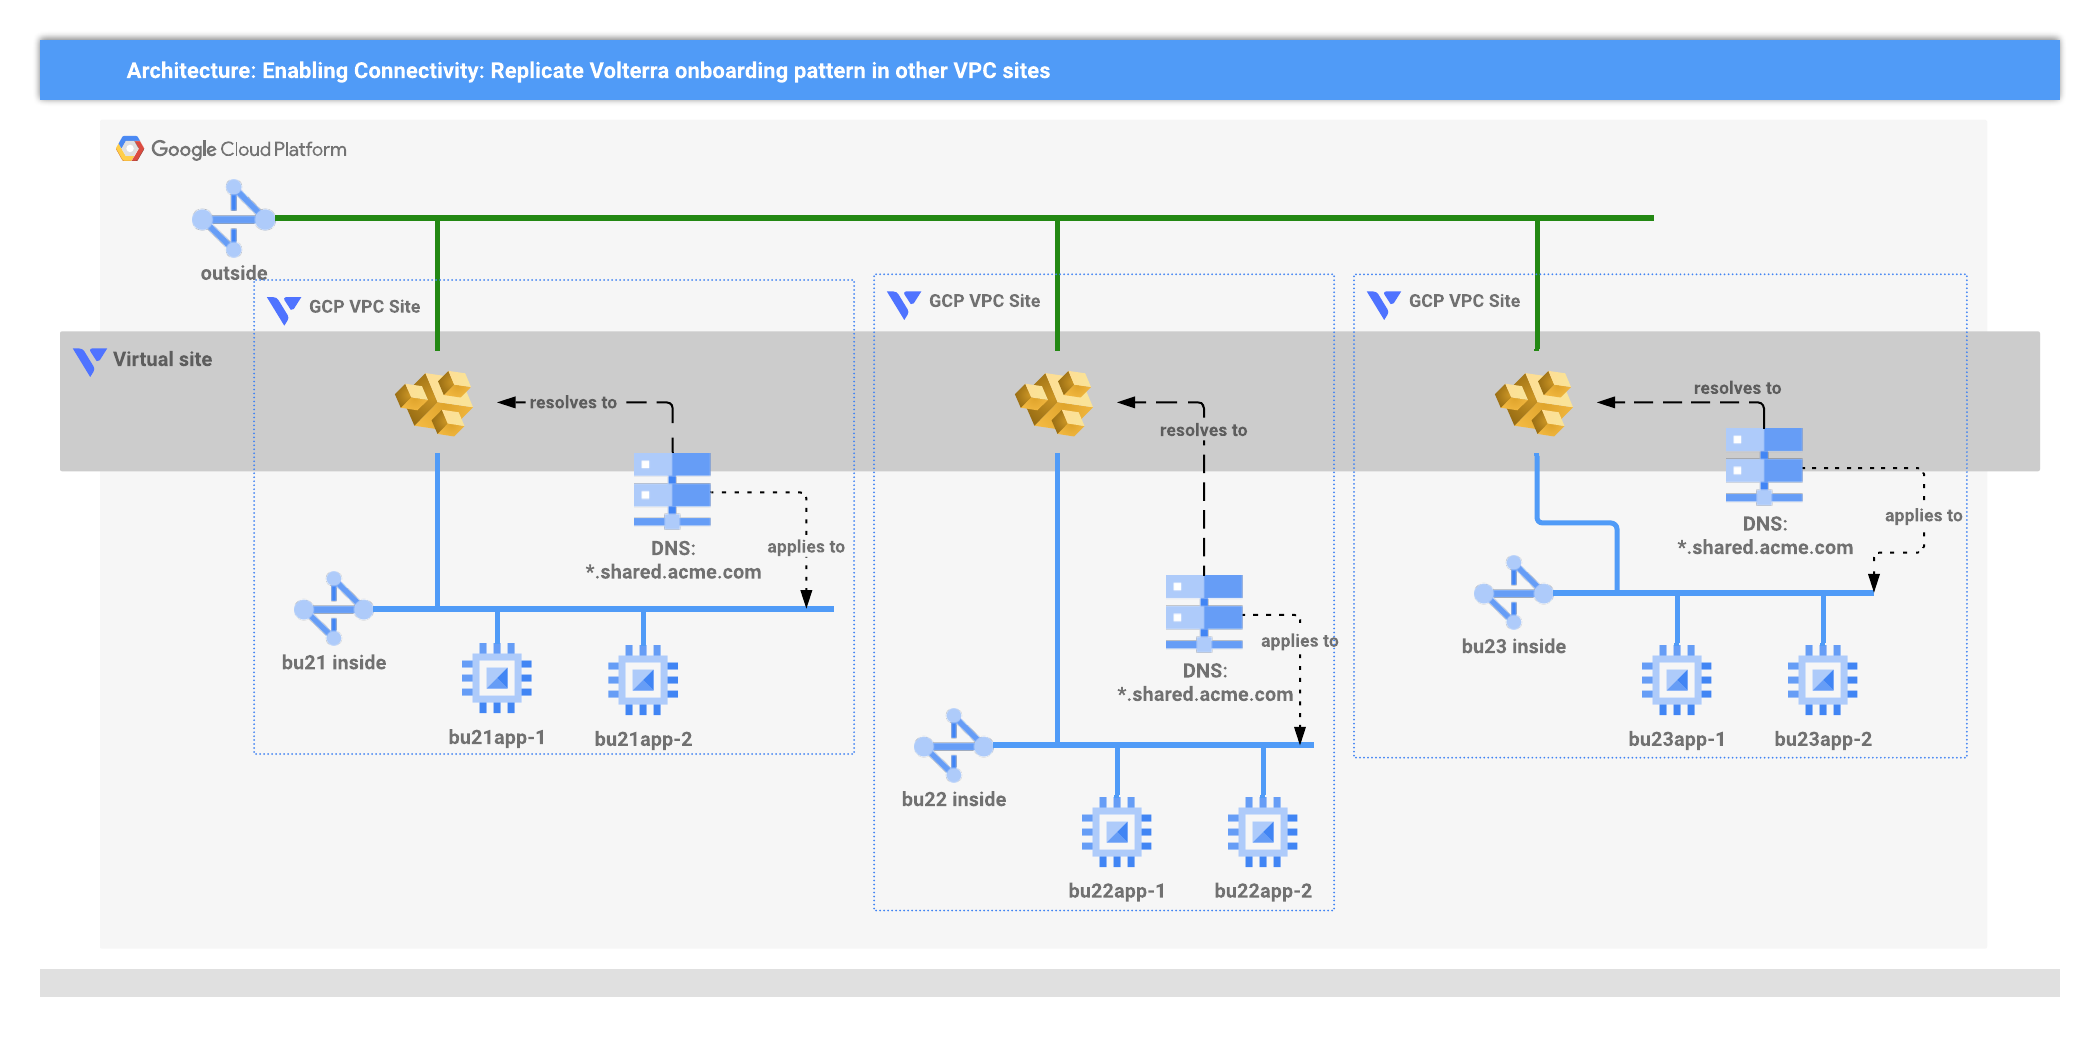 Architecture: Enabling Connectivity: Replicate Volterra onboarding pattern in other VPC sites
Google Cloud Platform
outside
GCP VPC Site
GCP VPC Site
GCP VPC Site
Virtual site
resolves to
resolves to
resolves to
DNS:
*.shared.acme.com
applies to
DNS:
*.shared.acme.com
applies to
DNS:
*.shared.acme.com
applies to
bu21 inside
bu21app-1
bu21app-2
bu22 inside
bu22app-1
bu22app-2
bu23 inside
bu23app-1
bu23app-2